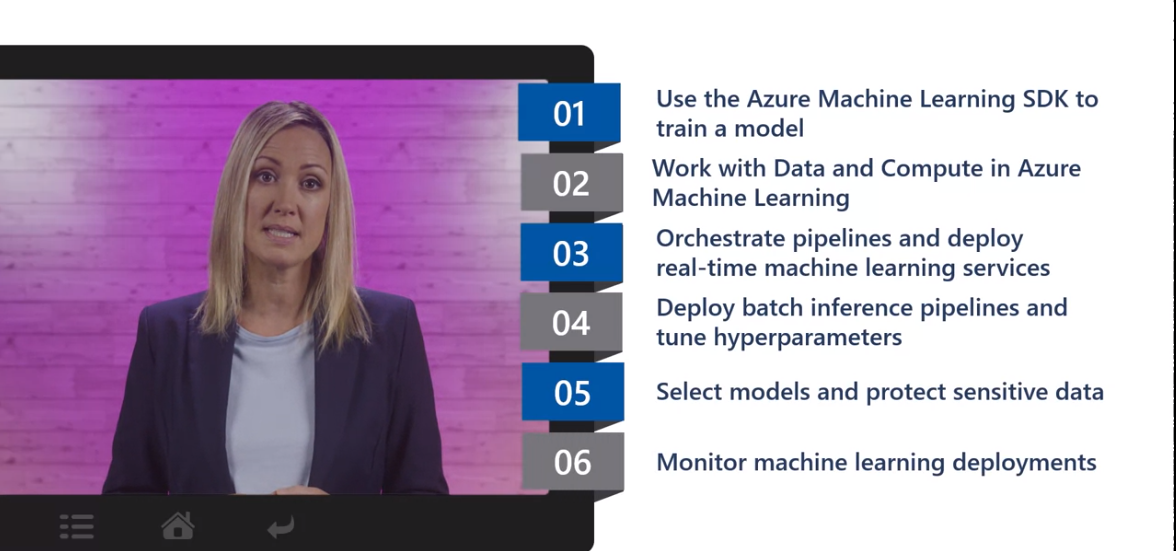 01
Use the Azure Machine Learning SDK to
train a model
02
Work with Data and Compute in Azure
Machine Learning
03
Orchestrate pipelines and deploy
real-time machine learning services
04
Deploy batch inference pipelines and
tune hyperparameters
05
Select models and protect sensitive data
06
Monitor machine learning deployments